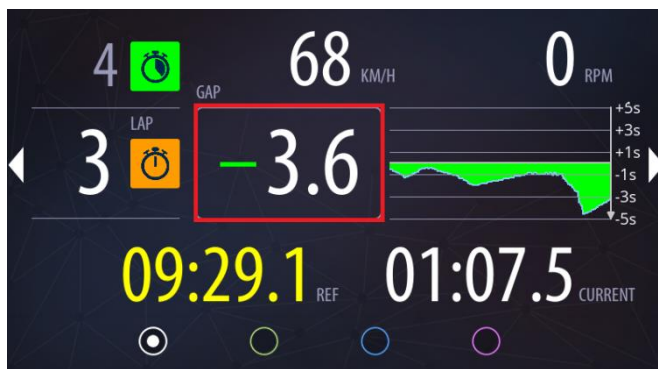 4
68 KM/H
0 RPM
GAP
LAP
3
−3.6
+5s
+3s
+1s
-1s
-3s
-5s
09:29.1 REF
01:07.5 CURRENT